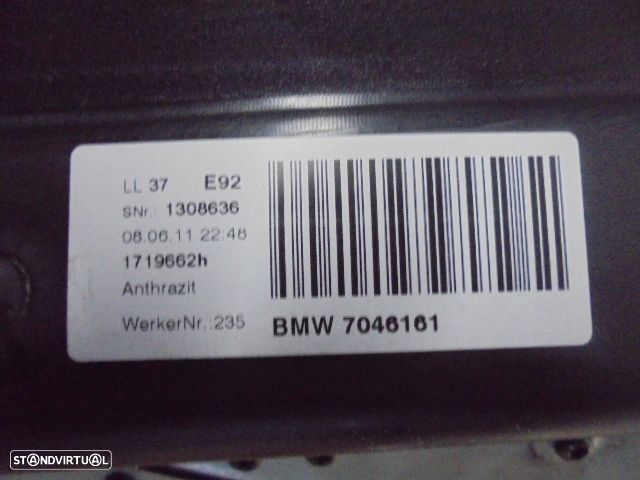 LL 37 E92
SNr.: 1308636
08.06.11 22:48
1719662h
Anthrazit
WerkerNr.:235
BMW 7046161
STANDVIRTUAL